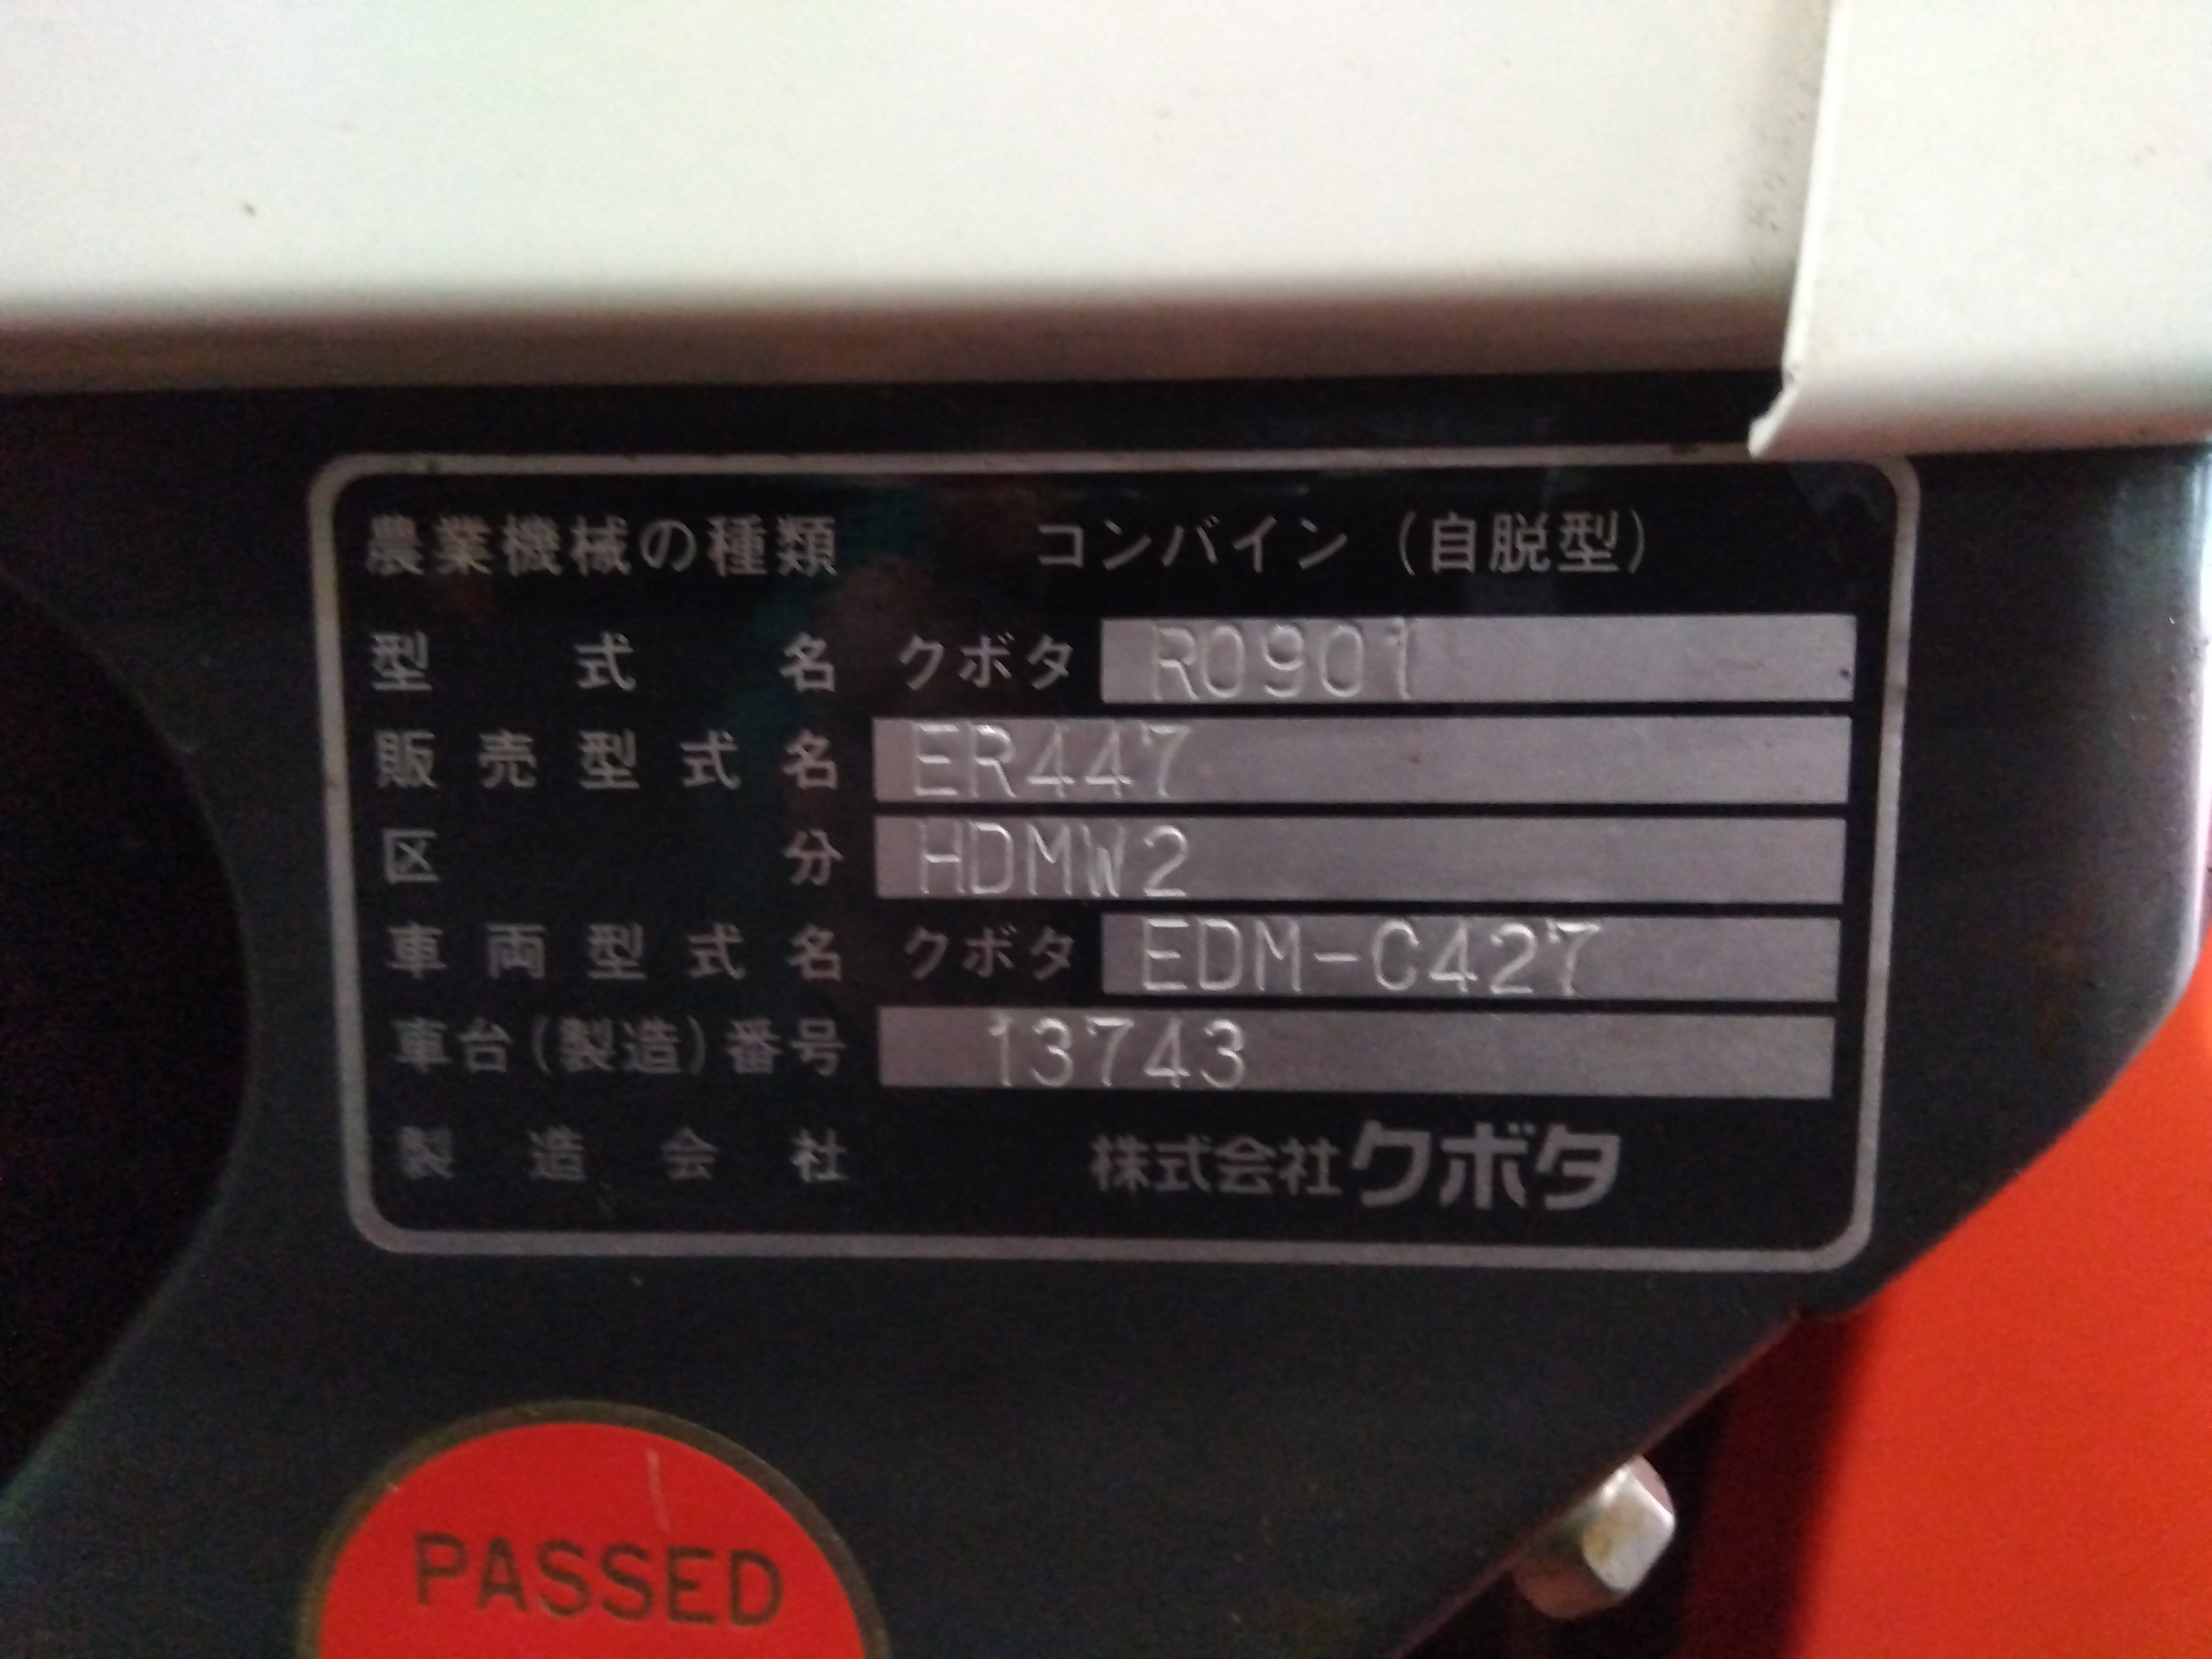 農業機械の種類 コンバイン (自脱型)
型式名 クボタ R0901
販売型式名 ER447
区分 HDMW2
車両型式名 クボタ EDM-C427
車台(製造)番号 13743
製造会社 株式会社クボタ
PASSED